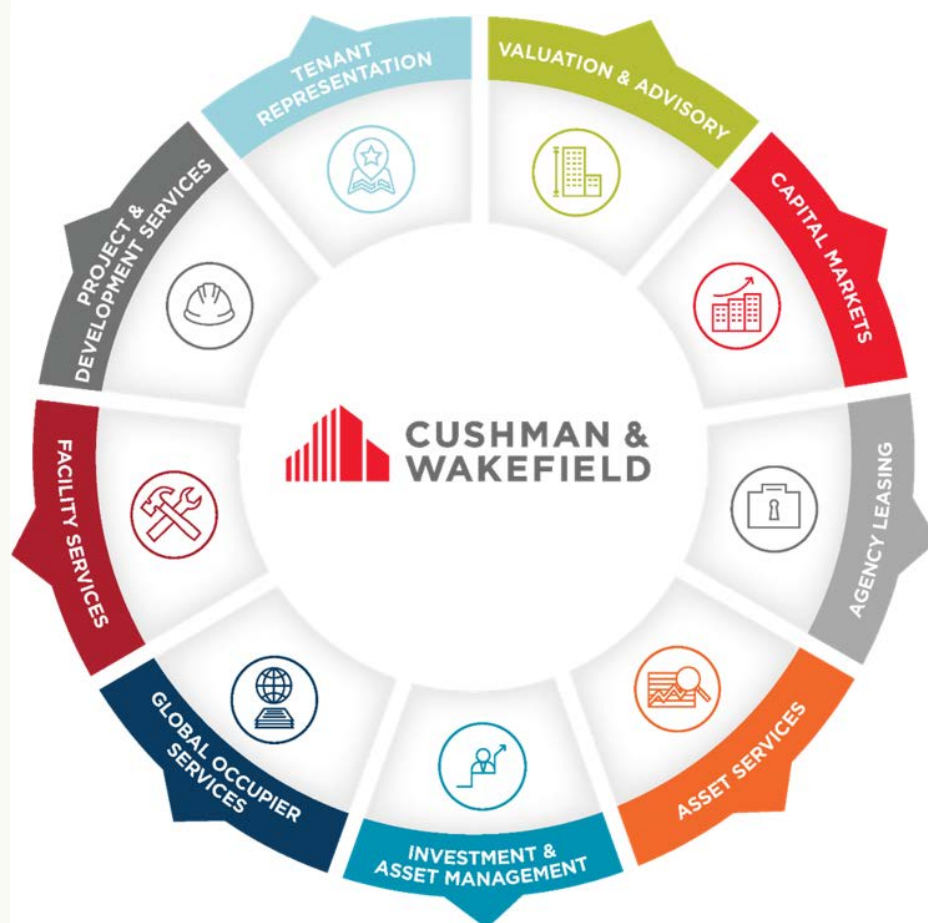 TENANT
REPRESENTATION
VALUATION & ADVISORY
CAPITAL MARKETS
AGENCY LEASING
ASSET SERVICES
INVESTMENT &
ASSET MANAGEMENT
GLOBAL OCCUPIER
SERVICES
FACILITY SERVICES
PROJECT &
DEVELOPMENT SERVICES
CUSHMAN &
WAKEFIELD